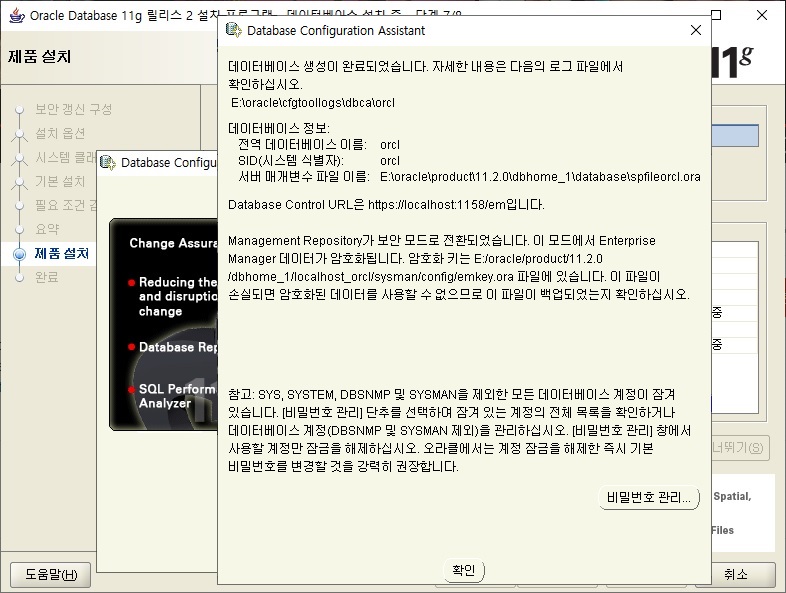 Oracle Database 11g 릴리스 2 설치 프로그램 - 데이터베이스 설치 중 - 단계 7/8
제품 설치
11g
보안 갱신 구성
설치 옵션
시스템 클래
기본 설치
필요 조건 검
요약
제품 설치
완료
Database Configu
Change Assura
Reducing the
and disruptio
change
Database Rep
SQL Perform
Analyzer
Database Configuration Assistant
데이터베이스 생성이 완료되었습니다. 자세한 내용은 다음의 로그 파일에서
확인하십시오.
E:\oracle\cfgtoollogs\dbca\orcl
데이터베이스 정보:
전역 데이터베이스 이름: orcl
SID(시스템 식별자): orcl
서버 매개변수 파일 이름: E:\oracle\product\11.2.0\dbhome_1\database\spfileorcl.ora
Database Control URL은 https://localhost:1158/em입니다.
Management Repository가 보안 모드로 전환되었습니다. 이 모드에서 Enterprise
Manager 데이터가 암호화됩니다. 암호화 키는 E:/oracle/product/11.2.0
/dbhome_1/localhost_orcl/sysman/config/emkey.ora 파일에 있습니다. 이 파일이
손실되면 암호화된 데이터를 사용할 수 없으므로 이 파일이 백업되었는지 확인하십시오.
참고: SYS, SYSTEM, DBSNMP 및 SYSMAN을 제외한 모든 데이터베이스 계정이 잠겨
있습니다. [비밀번호 관리] 단추를 선택하여 잠겨 있는 계정의 전체 목록을 확인하거나
데이터베이스 계정(DBSNMP 및 SYSMAN 제외)을 관리하십시오. [비밀번호 관리] 창에서
사용할 계정만 잠금을 해제하십시오. 오라클에서는 계정 잠금을 해제한 즉시 기본
비밀번호를 변경할 것을 강력히 권장합니다.
비밀번호 관리...
확인
중
중
너뛰기(S)
Spatial,
Files
도움말(H)
취소